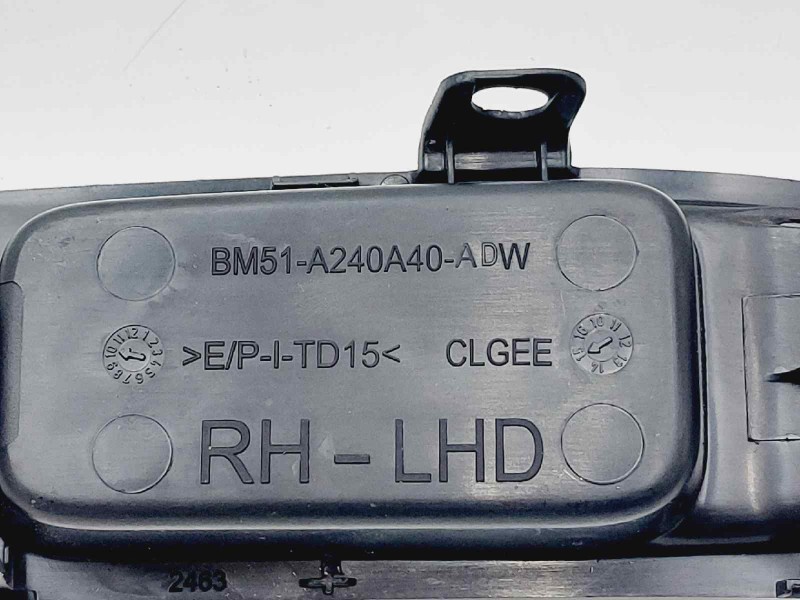 BM51-A240A40-ADW
>E/P-I-TD15< CLGEE
RH-LHD
2463